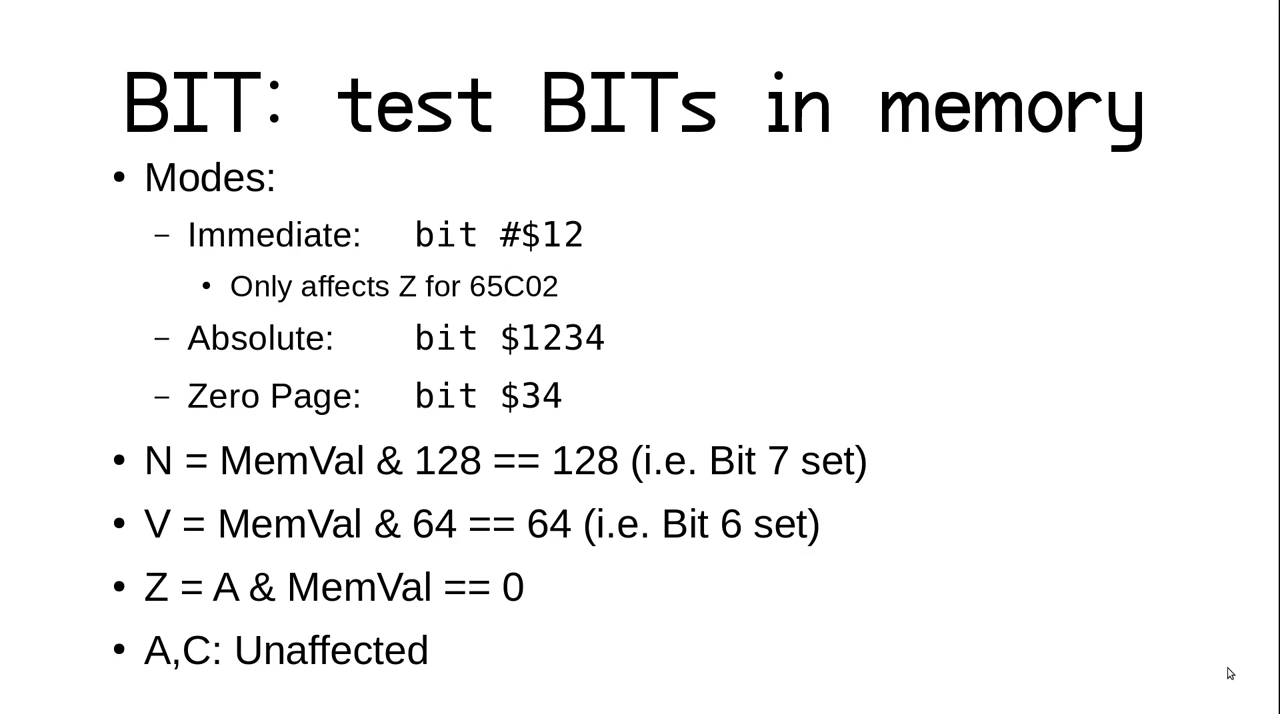 BIT: test BITs in memory
• Modes:
– Immediate: bit #$12
• Only affects Z for 65C02
– Absolute: bit $1234
– Zero Page: bit $34
• N = MemVal & 128 == 128 (i.e. Bit 7 set)
• V = MemVal & 64 == 64 (i.e. Bit 6 set)
• Z = A & MemVal == 0
• A,C: Unaffected